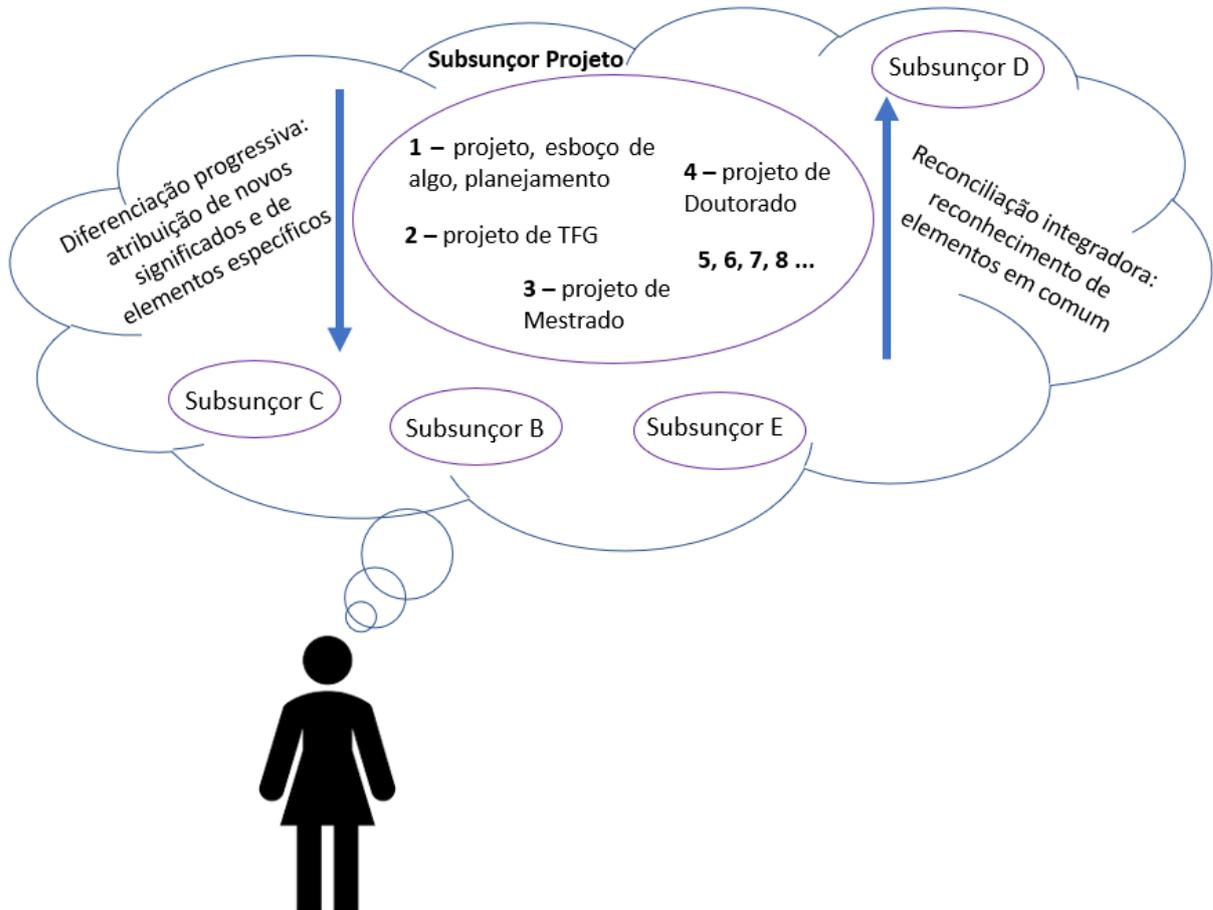 Subsunçor Projeto
Subsunçor D
Diferenciação progressiva:
atribuição de novos
significados e de
elementos específicos
1 – projeto, esboço de
algo, planejamento
2 – projeto de TFG
3 – projeto de
Mestrado
4 – projeto de
Doutorado
5, 6, 7, 8 ...
Reconciliação integradora:
reconhecimento de
elementos em comum
Subsunçor C
Subsunçor B
Subsunçor E